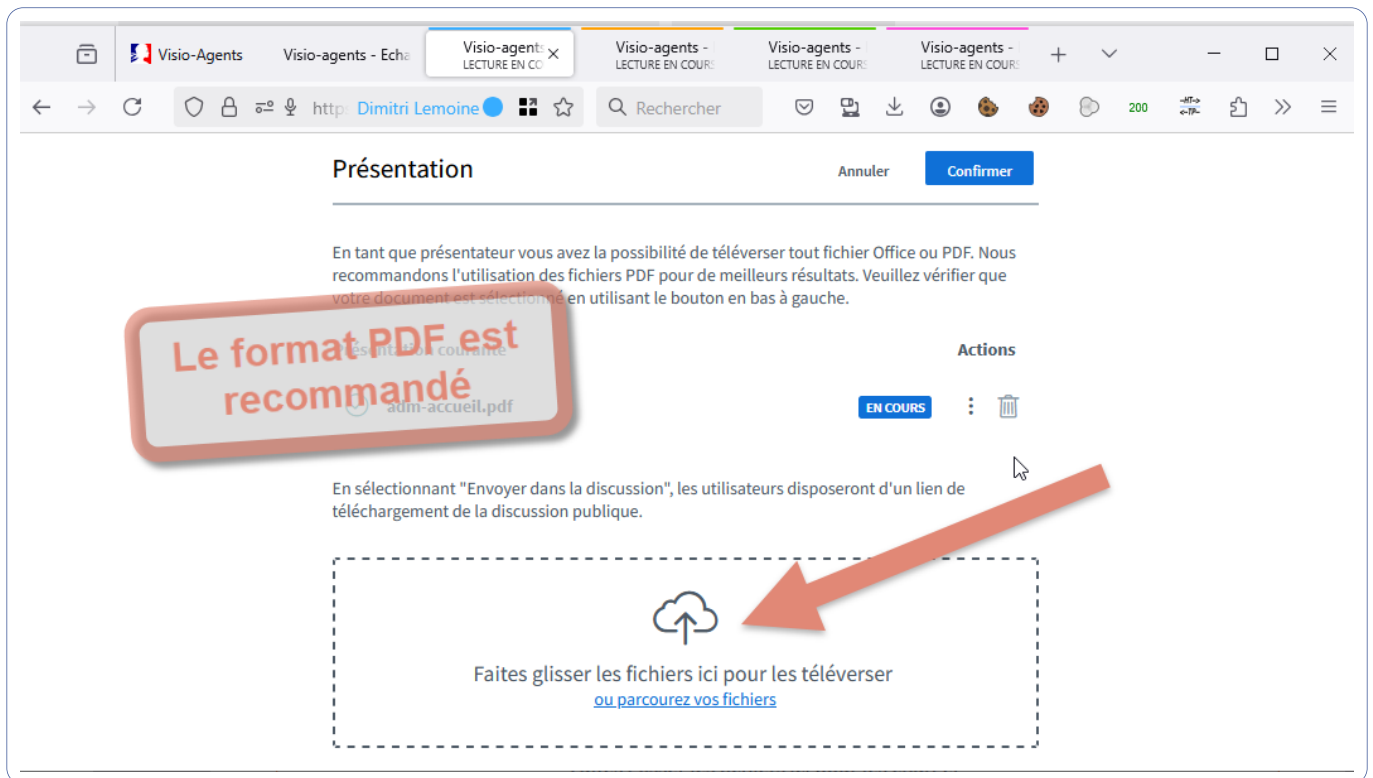 Visio-Agents
Visio-agents - Echa
Visio-agents
LECTURE EN CO
Visio-agents -
LECTURE EN COURS
Visio-agents -
LECTURE EN COURS
Visio-agents -
LECTURE EN COURS
http
Dimitri Lemoine
Rechercher
200
-HT->
<-TP-
Présentation
Annuler
Confirmer
En tant que présentateur vous avez la possibilité de téléverser tout fichier Office ou PDF. Nous
recommandons l'utilisation des fichiers PDF pour de meilleurs résultats. Veuillez vérifier que
votre document est sélectionné en utilisant le bouton en bas à gauche.
Le format PDF est
recommandé
Présentation courante
Actions
adm-accueil.pdf
EN COURS
En sélectionnant "Envoyer dans la discussion", les utilisateurs disposeront d'un lien de
téléchargement de la discussion publique.
Faites glisser les fichiers ici pour les téléverser
ou parcourez vos fichiers